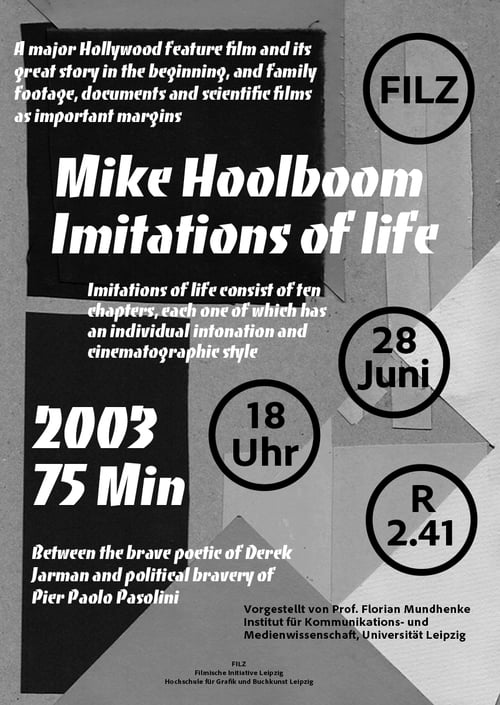 A major Hollywood feature film and its
great story in the beginning, and family
footage, documents and scientific films
as important margins
FILZ
Mike Hoolboom
Imitations of life
Imitations of life consist of ten
chapters, each one of which has
an individual intonation and
cinematographic style
28
Juni
18
Uhr
2003
75 Min
R
2.41
Between the brave poetic of Derek
Jarman and political bravery of
Pier Paolo Pasolini
Vorgestellt von Prof. Florian Mundhenke
Institut für Kommunikations- und
Medienwissenschaft, Universität Leipzig
FILZ
Filmische Initiative Leipzig
Hochschule für Grafik und Buchkunst Leipzig